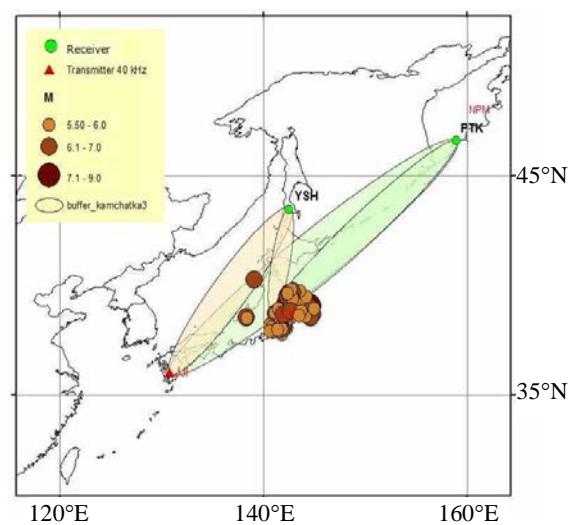 Receiver
Transmitter 40 kHz
M
5.50 - 6.0
6.1 - 7.0
7.1 - 9.0
buffer_kamchatka3
NPM
PTK
45°N
YSH
35°N
120°E
140°E
160°E